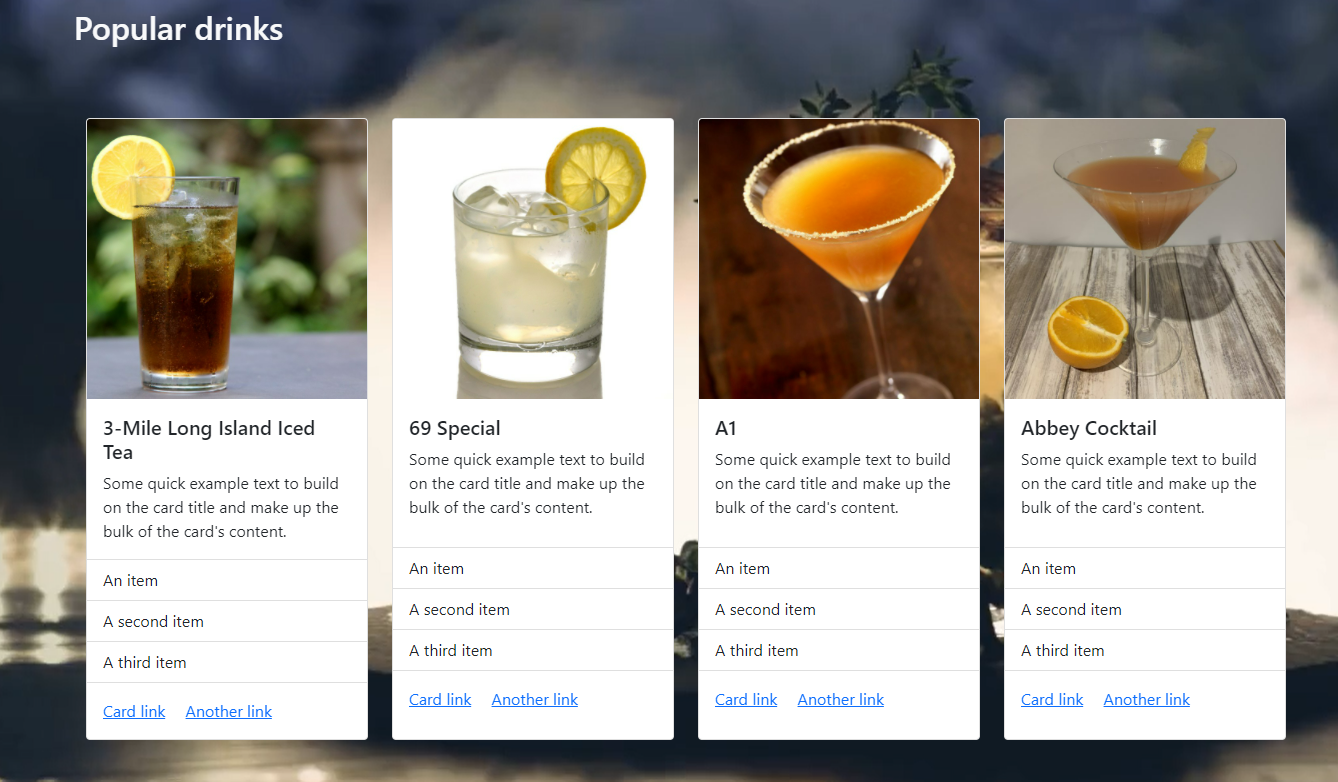 Popular drinks
3-Mile Long Island Iced
Tea
Some quick example text to build
on the card title and make up the
bulk of the card's content.
An item
A second item
A third item
Card link Another link
69 Special
Some quick example text to build
on the card title and make up the
bulk of the card's content.
An item
A second item
A third item
Card link Another link
A1
Some quick example text to build
on the card title and make up the
bulk of the card's content.
An item
A second item
A third item
Card link Another link
Abbey Cocktail
Some quick example text to build
on the card title and make up the
bulk of the card's content.
An item
A second item
A third item
Card link Another link